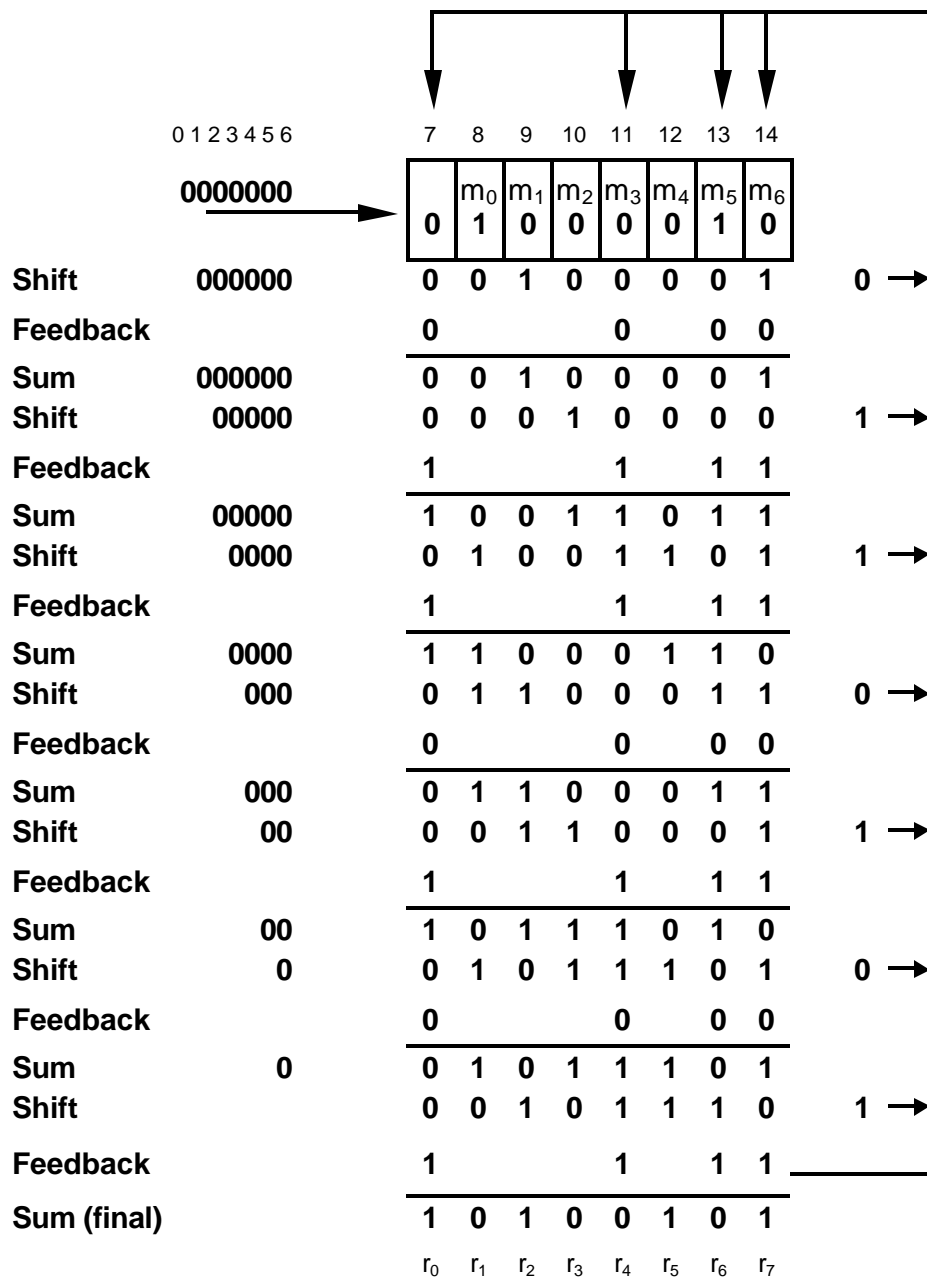 0 1 2 3 4 5 6 7 8 9 10 11 12 13 14
0000000 m0 m1 m2 m3 m4 m5 m6
0 1 0 0 0 0 1 0
Shift 000000 0 0 1 0 0 0 0 1 0
Feedback 0 0 0 0
Sum 000000 0 0 1 0 0 0 0 1
Shift 00000 0 0 0 1 0 0 0 0 1
Feedback 1 1 1 1
Sum 00000 1 0 0 1 1 0 1 1
Shift 0000 0 1 0 0 1 1 0 1 1
Feedback 1 1 1 1
Sum 0000 1 1 0 0 0 1 1 0
Shift 000 0 1 1 0 0 0 1 1 0
Feedback 0 0 0 0
Sum 000 0 1 1 0 0 0 1 1
Shift 00 0 0 1 1 0 0 0 1 1
Feedback 1 1 1 1
Sum 00 1 0 1 1 1 0 1 0
Shift 0 0 1 0 1 1 1 0 1 0
Feedback 0 0 0 0
Sum 0 0 1 0 1 1 1 0 1
Shift 0 0 1 0 1 1 1 0 1
Feedback 1 1 1 1
Sum (final) 1 0 1 0 0 1 0 1
r0 r1 r2 r3 r4 r5 r6 r7